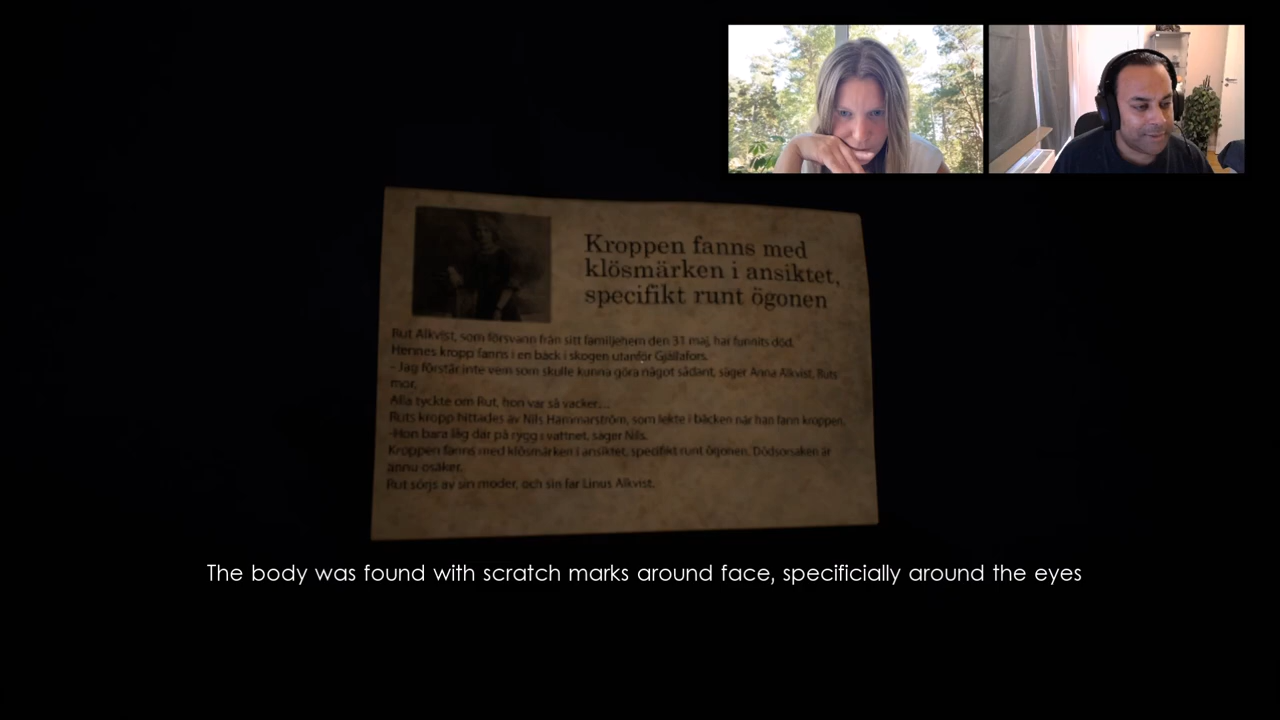 Kroppen fanns med
klösmärken i ansiktet,
specifikt runt ögonen
Rut Alkvist, som försvann från sitt familjehem den 31 maj, har funnits död.
Hennes kropp fanns i en bäck i skogen utanför Gjällafors.
- Jag förstår inte vem som skulle kunna göra något sådant, säger Anna Alkvist, Ruts
mor.
Alla tyckte om Rut, hon var så vacker...
Ruts kropp hittades av Nils Hammarström, som lekte i bäcken när han fann kroppen.
-Hon bara låg där på rygg i vattnet, säger Nils.
Kroppen fanns med klösmärken i ansiktet, specifikt runt ögonen. Dödsorsaken är
ännu osäker.
Rut sörjs av sin moder, och sin far Linus Alkvist.
The body was found with scratch marks around face, specificially around the eyes